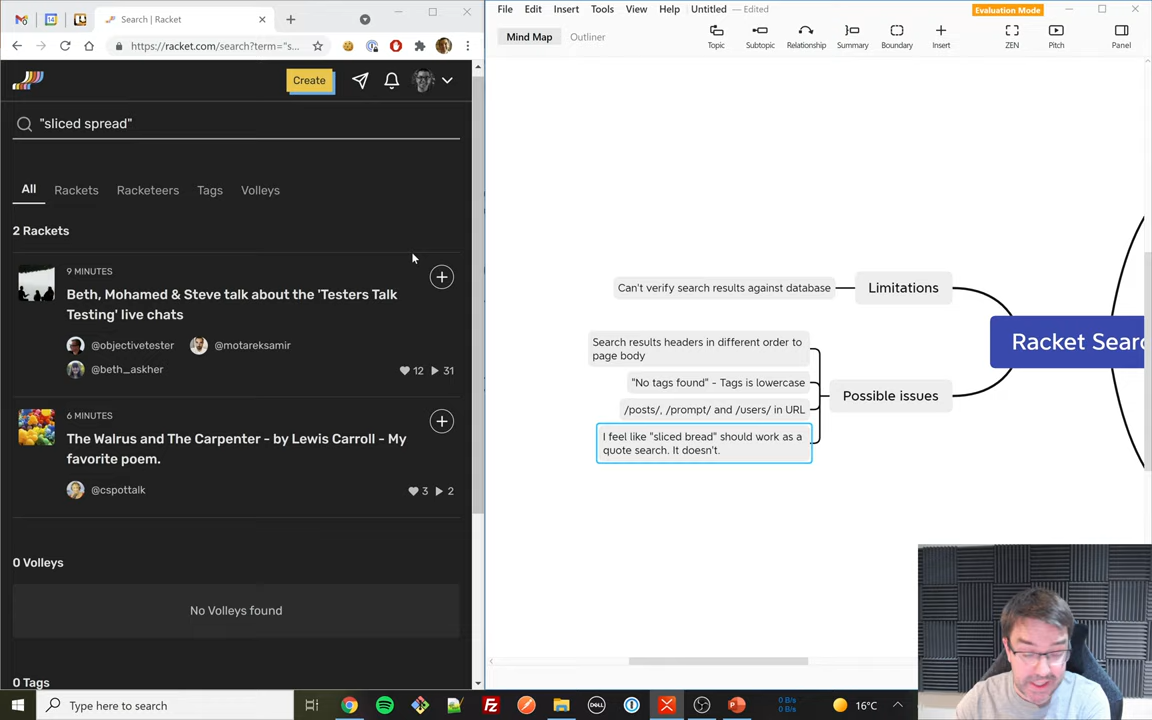 Search | Racket
https://racket.com/search?term="s...
Create
"sliced spread"
All Rackets Racketeers Tags Volleys
2 Rackets
9 MINUTES
Beth, Mohamed & Steve talk about the 'Testers Talk
Testing' live chats
@objectivetester @motareksamir
@beth_askher
12 31
6 MINUTES
The Walrus and The Carpenter - by Lewis Carroll - My
favorite poem.
@cspottalk
3 2
0 Volleys
No Volleys found
0 Tags
File Edit Insert Tools View Help Untitled — Edited
Evaluation Mode
Mind Map Outliner
Topic Subtopic Relationship Summary Boundary Insert ZEN Pitch Panel
Can't verify search results against database
Limitations
Search results headers in different order to
page body
"No tags found" - Tags is lowercase
/posts/, /prompt/ and /users/ in URL
I feel like "sliced bread" should work as a
quote search. It doesn't.
Possible issues
Racket Searc
Type here to search
DELL
0 B/s
0 B/s
16°C